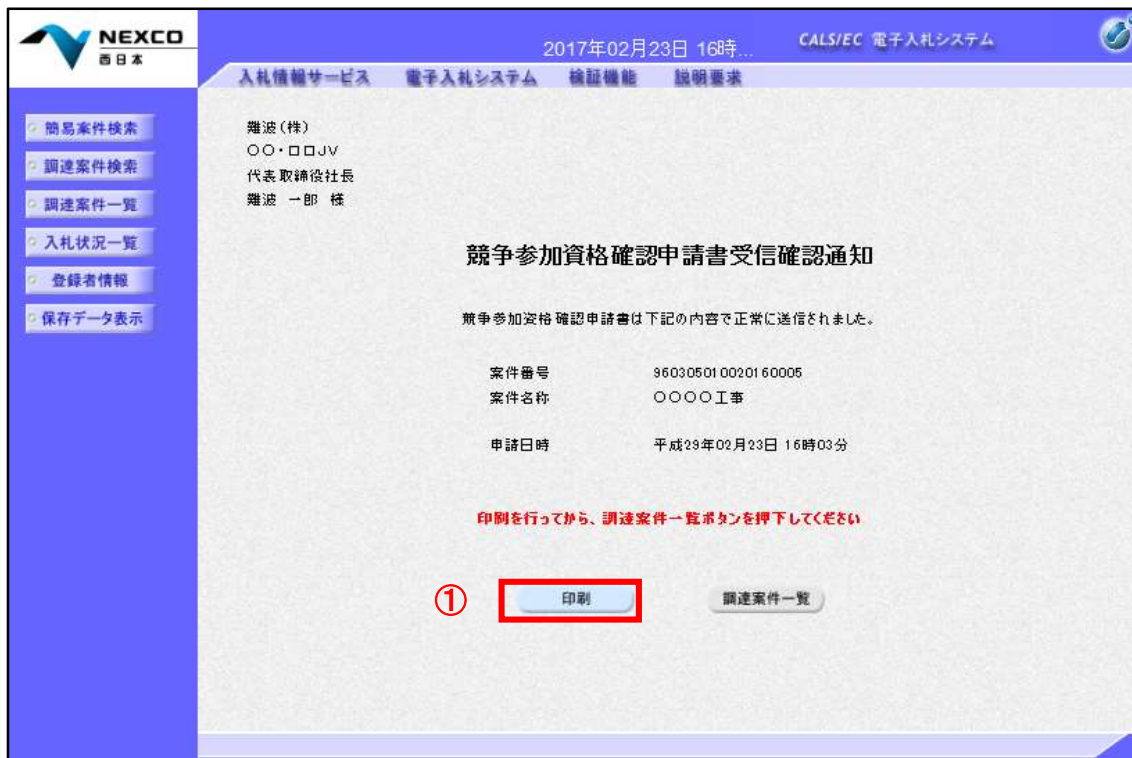 NEXCO
西日本
2017年02月23日 16時...
CALS/EC 電子入札システム
入札情報サービス 電子入札システム 検証機能 説明要求
簡易案件検索
調達案件検索
調達案件一覧
入札状況一覧
登録者情報
保存データ表示
難波(株)
〇〇・ロロJV
代表取締役社長
難波 一郎 様
競争参加資格確認申請書受信確認通知
競争参加資格確認申請書は下記の内容で正常に送信されました。
案件番号 960305010020160005
案件名称 〇〇〇〇工事
申請日時 平成29年02月23日 16時03分
印刷を行ってから、調達案件一覧ボタンを押下してください
① 印刷 調達案件一覧